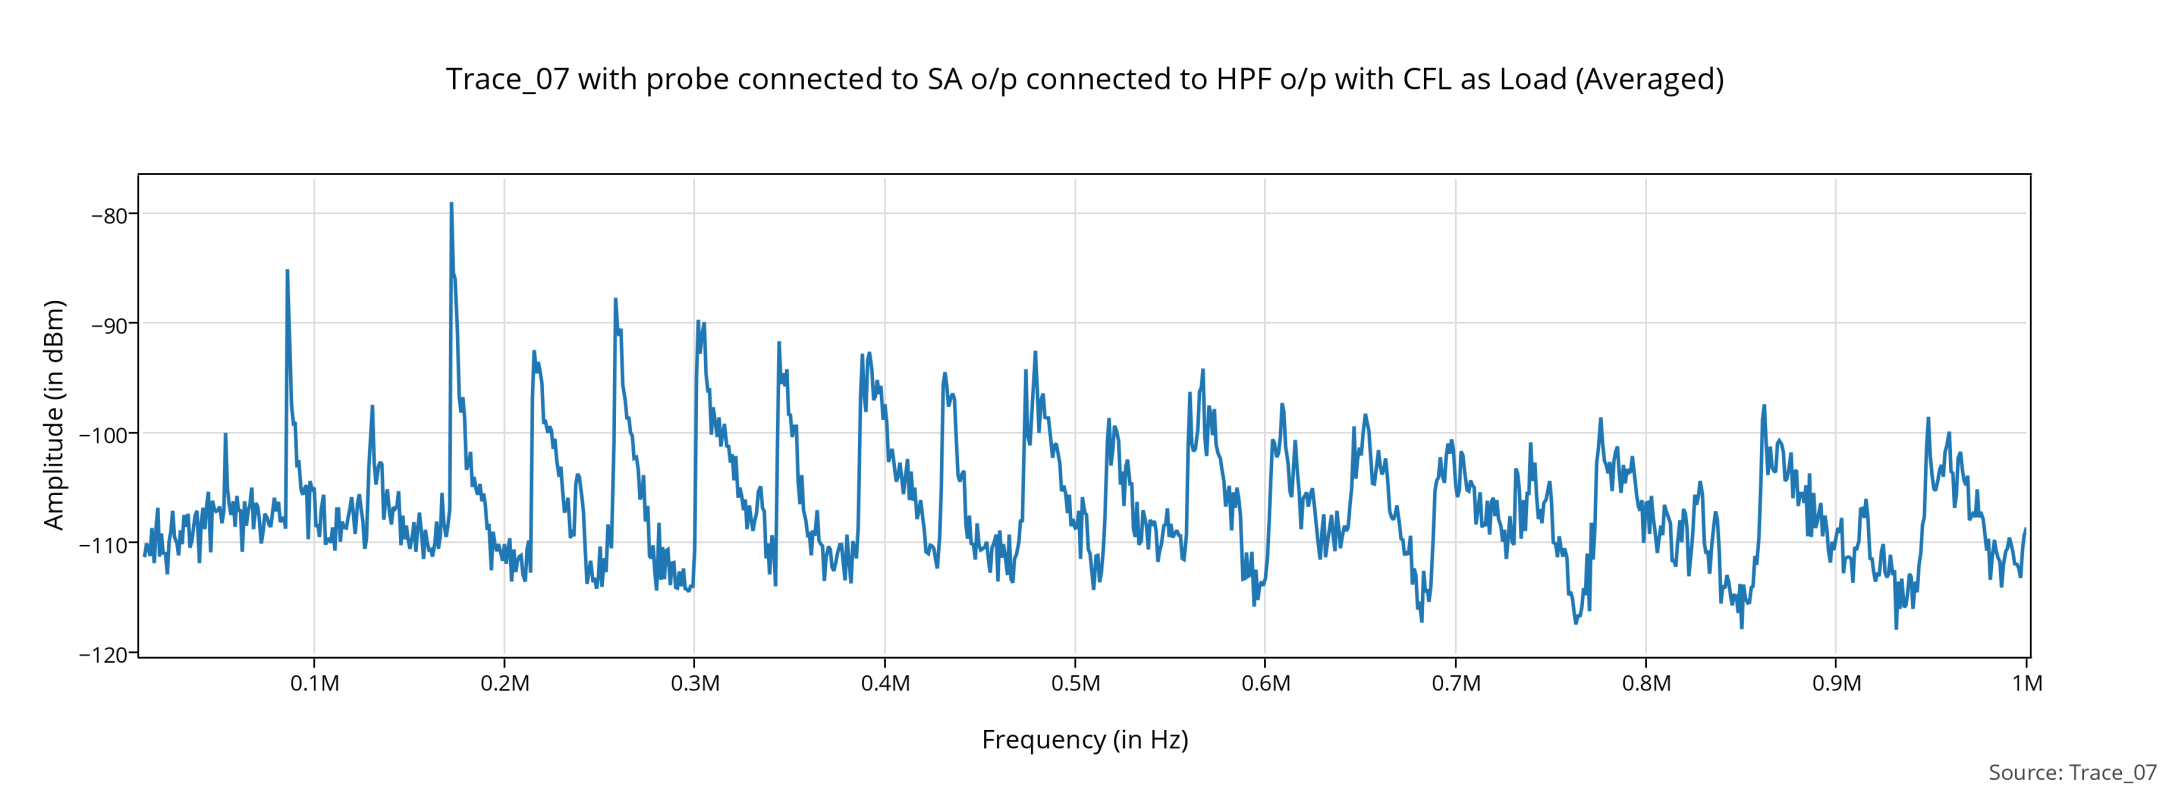 Trace_07 with probe connected to SA o/p connected to HPF o/p with CFL as Load (Averaged)
Amplitude (in dBm)
−80
−90
−100
−110
−120
0.1M 0.2M 0.3M 0.4M 0.5M 0.6M 0.7M 0.8M 0.9M 1M
Frequency (in Hz)
Source: Trace_07